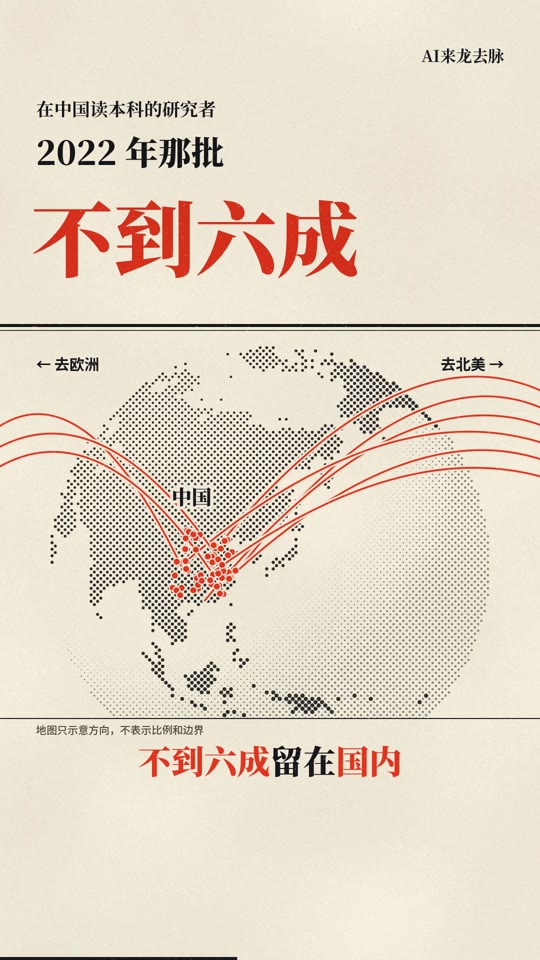 AI来龙去脉
在中国读本科的研究者
2022 年那批
不到六成
← 去欧洲
去北美 →
中国
地图只示意方向，不表示比例和边界
不到六成留在国内